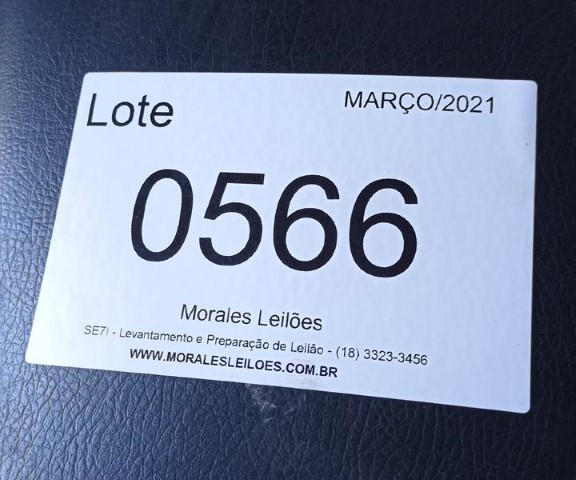 Lote
MARÇO/2021
0566
Morales Leilões
SE7I - Levantamento e Preparação de Leilão - (18) 3323-3456
WWW.MORALESLEILOES.COM.BR